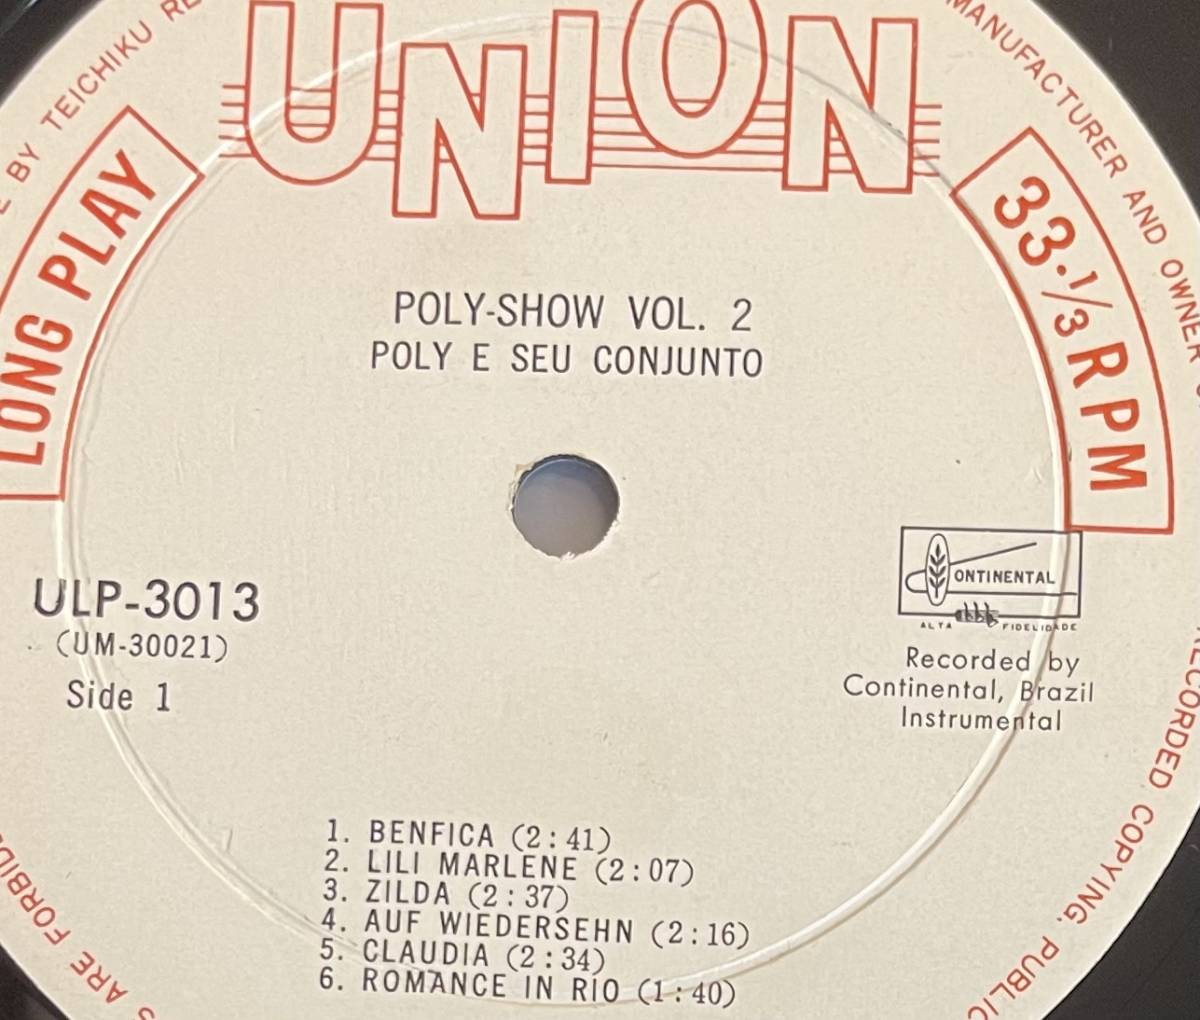 UNION
E BY TEICHIKU RE
MANUFACTURER AND OWNER
LONG PLAY
33·⅓ RPM
POLY-SHOW VOL. 2
POLY E SEU CONJUNTO
CONTINENTAL
ALTA FIDELIDADE
ULP-3013
(UM-30021)
Side 1
Recorded by
Continental, Brazil
Instrumental
1. BENFICA (2:41)
2. LILI MARLENE (2:07)
3. ZILDA (2:37)
4. AUF WIEDERSEHN (2:16)
5. CLAUDIA (2:34)
6. ROMANCE IN RIO (1:40)
RECORDED. COPYING, PUBLIC
S ARE FORBIDE